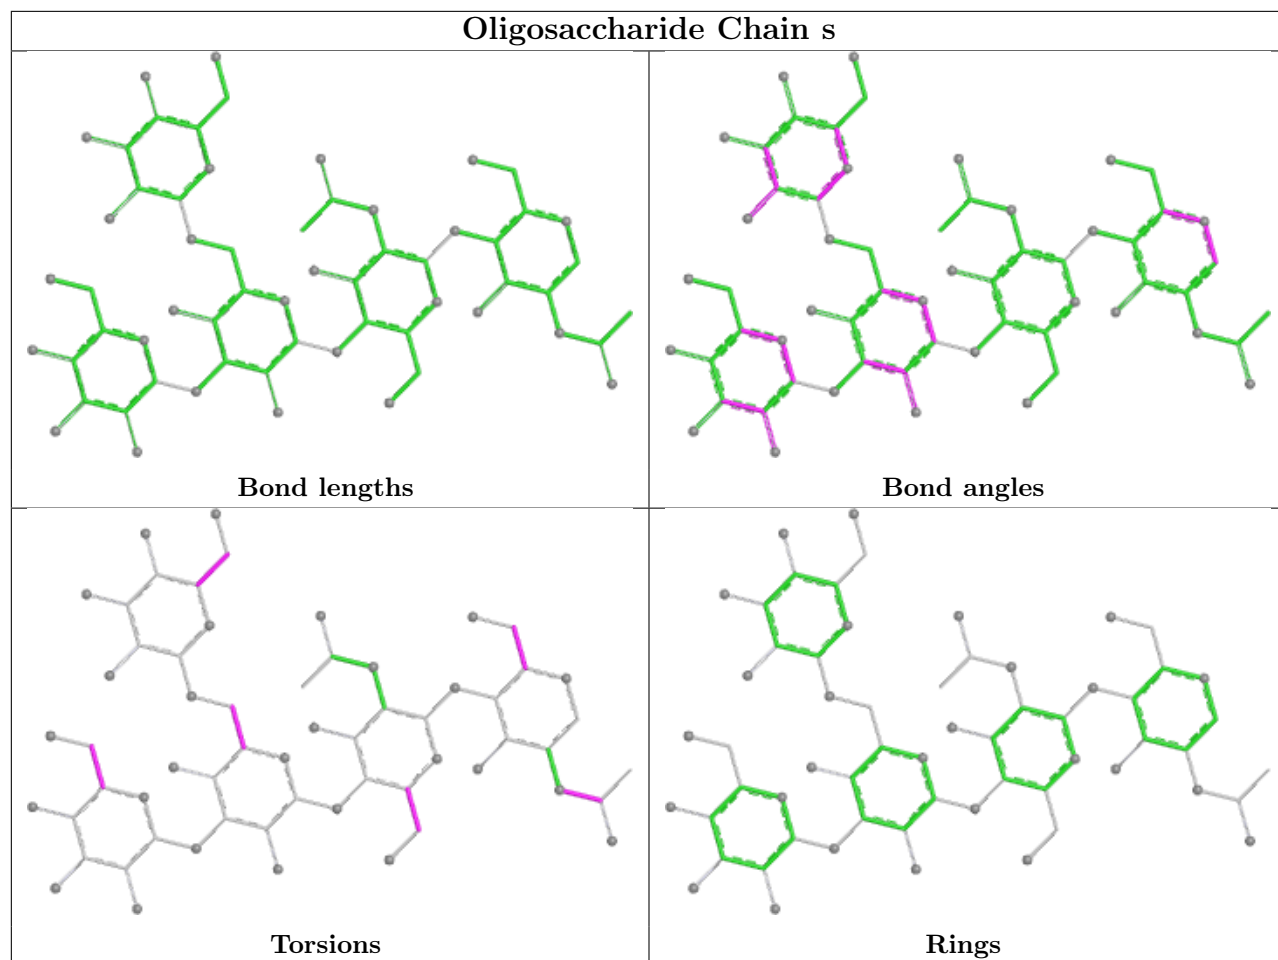 Oligosaccharide Chain s
Bond lengths
Bond angles
Torsions
Rings